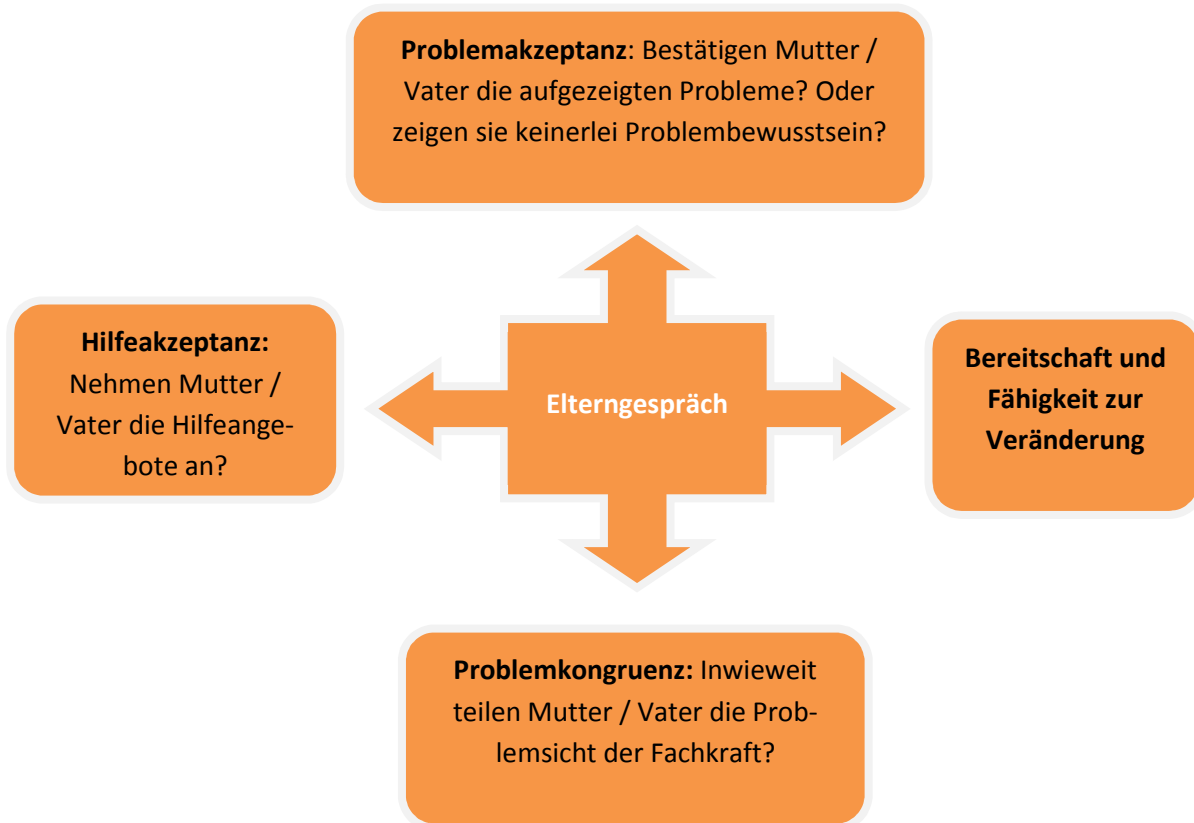 Problemakzeptanz: Bestätigen Mutter /
Vater die aufgezeigten Probleme? Oder
zeigen sie keinerlei Problembewusstsein?
Hilfeakzeptanz:
Nehmen Mutter /
Vater die Hilfeange-
bote an?
Elterngespräch
Bereitschaft und
Fähigkeit zur
Veränderung
Problemkongruenz: Inwieweit
teilen Mutter / Vater die Prob-
lemsicht der Fachkraft?